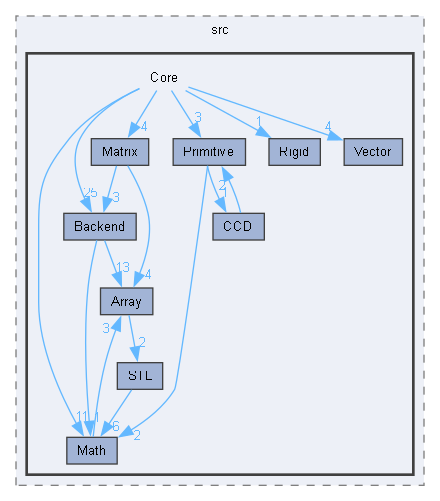 src
Core
3
4
1
4
Matrix
Primitive
Rigid
Vector
25
3
2
1
Backend
CCD
13
4
Array
3
2
STL
11
1
6
2
Math